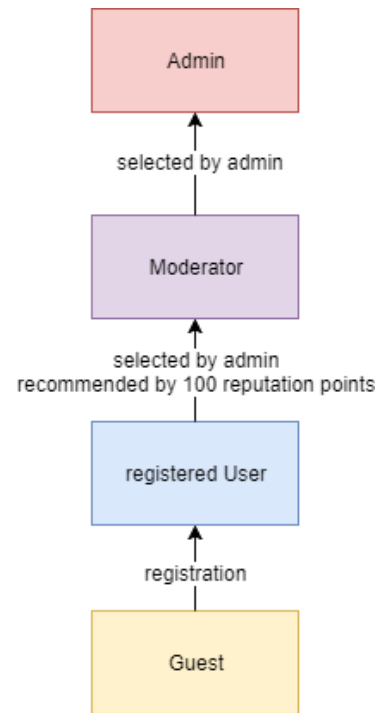 Admin
selected by admin
Moderator
selected by admin
recommended by 100 reputation points
registered User
registration
Guest